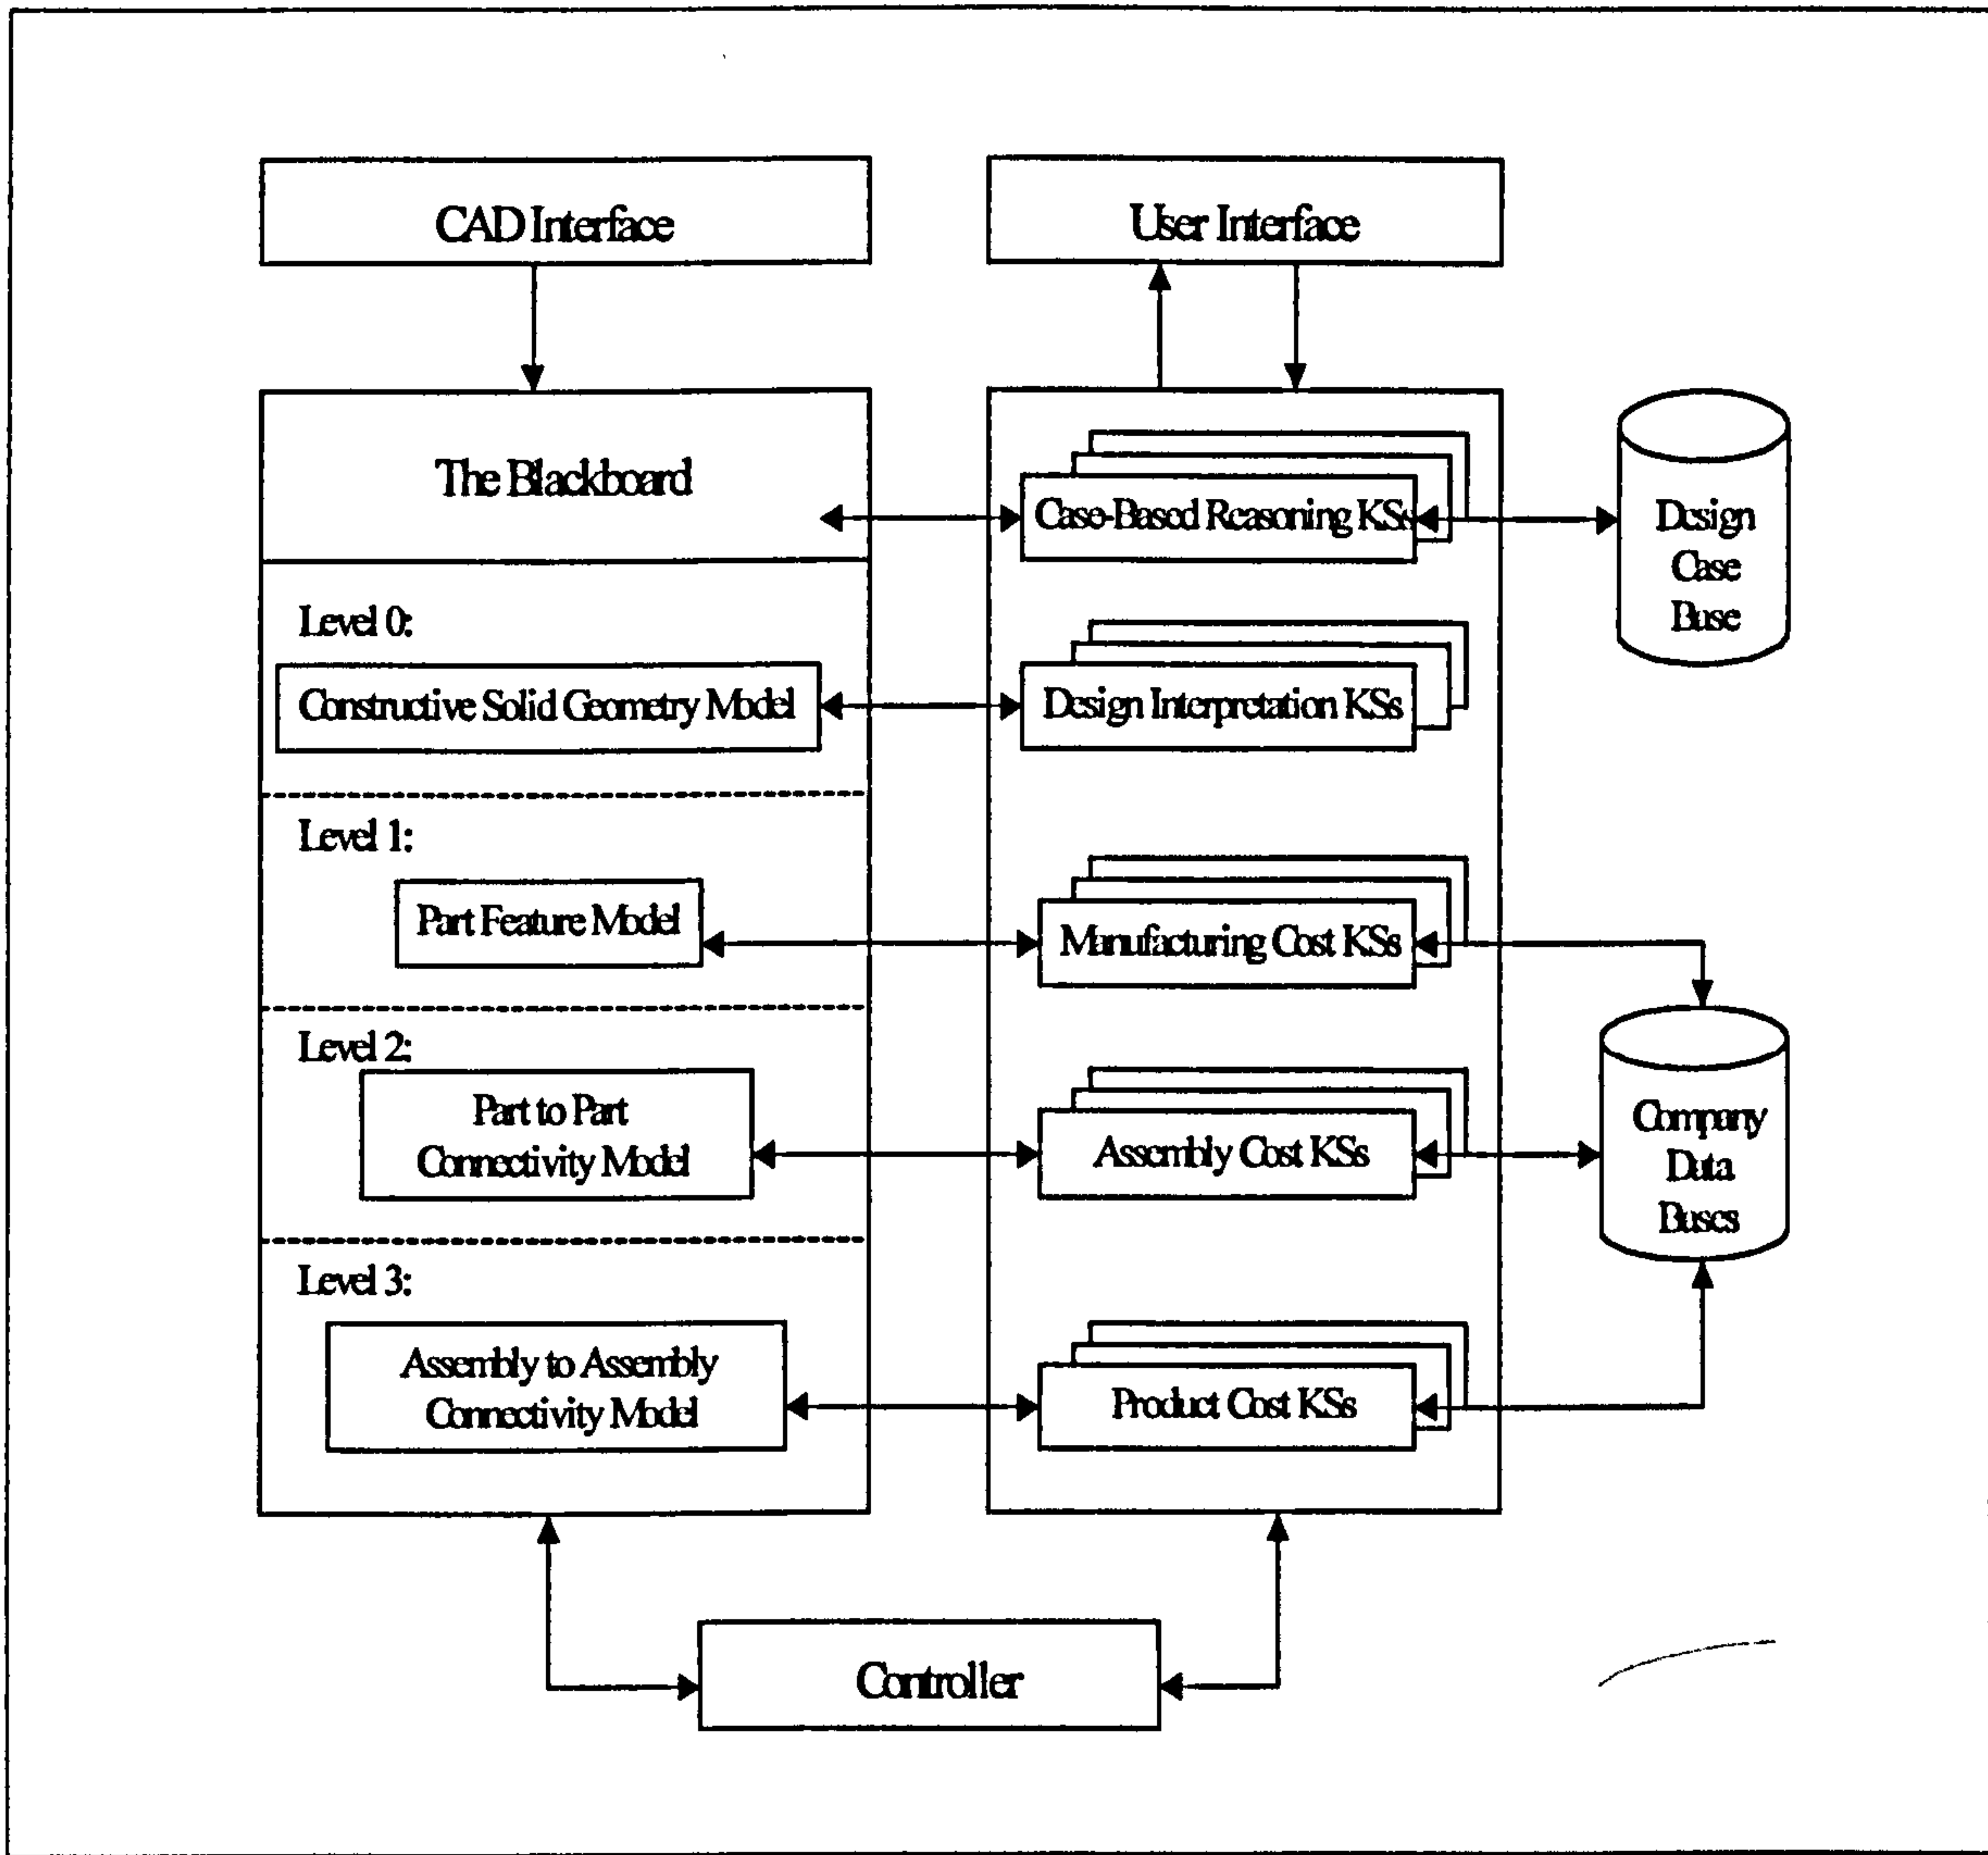 CAD Interface
User Interface
The Blackboard
Case-Based Reasoning KSs
Design
Case
Base
Level 0:
Constructive Solid Geometry Model
Design Interpretation KSs
Level 1:
Part Feature Model
Manufacturing Cost KSs
Level 2:
Part to Part
Connectivity Model
Assembly Cost KSs
Company
Data
Bases
Level 3:
Assembly to Assembly
Connectivity Model
Product Cost KSs
Controller